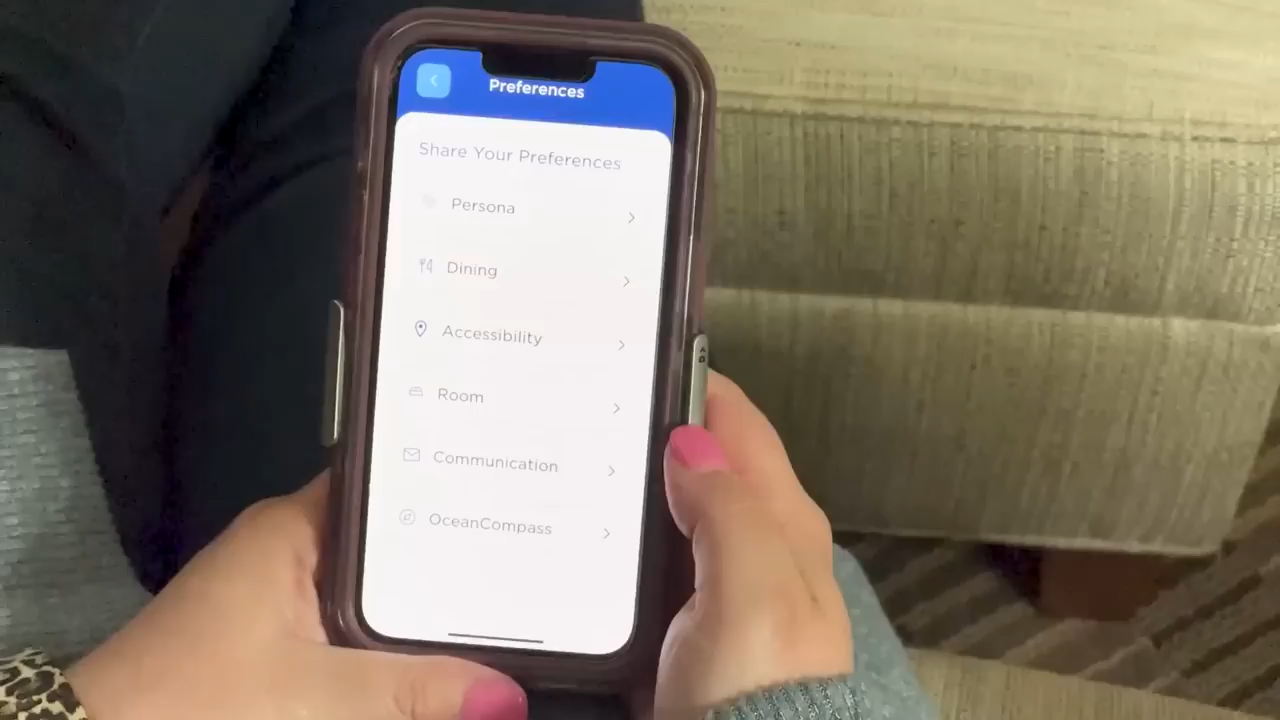 Preferences
Share Your Preferences
Persona
Dining
Accessibility
Room
Communication
OceanCompass